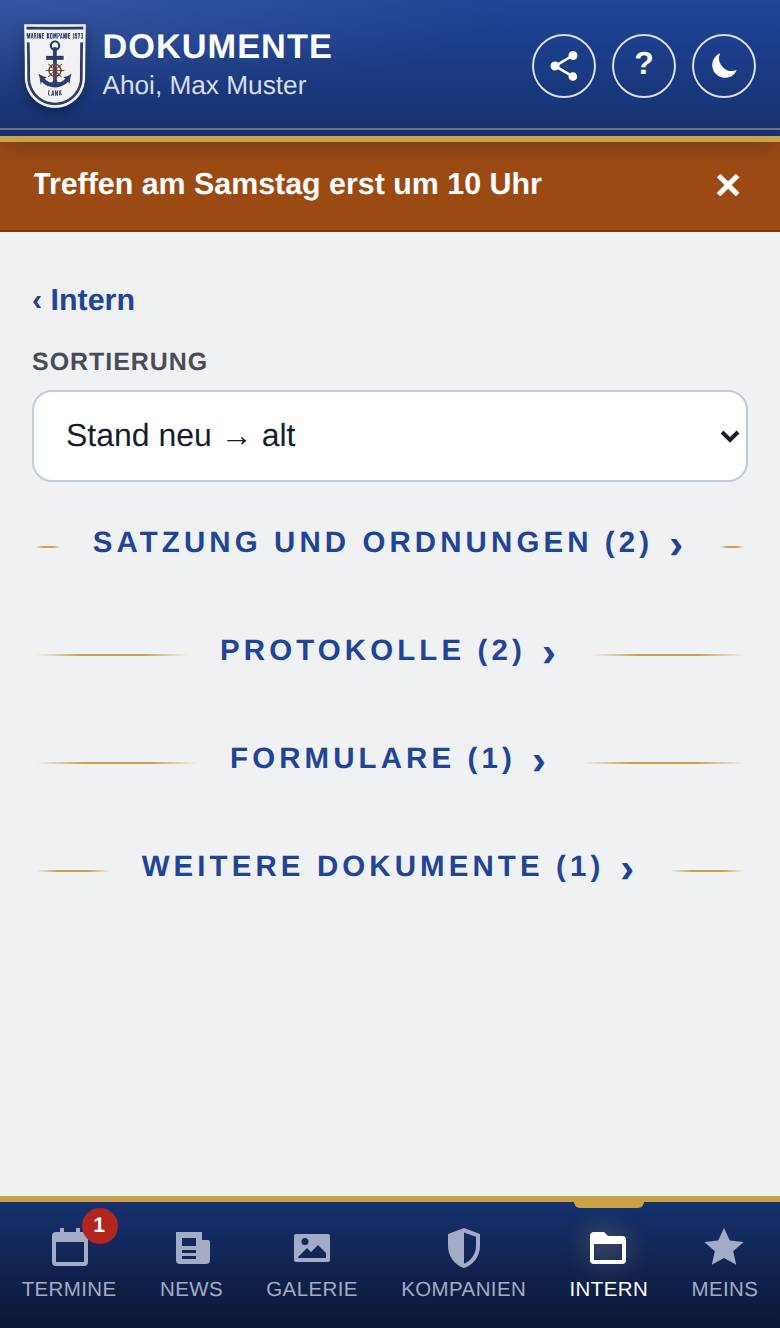 MARINE KOMPANIE 1973
LANK
DOKUMENTE
Ahoi, Max Muster
?
Treffen am Samstag erst um 10 Uhr
×
‹ Intern
SORTIERUNG
Stand neu → alt
SATZUNG UND ORDNUNGEN (2) ›
PROTOKOLLE (2) ›
FORMULARE (1) ›
WEITERE DOKUMENTE (1) ›
1
TERMINE NEWS GALERIE KOMPANIEN INTERN MEINS